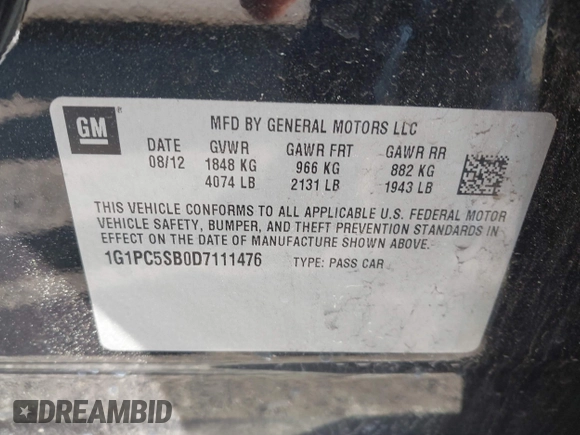 GM
MFD BY GENERAL MOTORS LLC
DATE GVWR GAWR FRT GAWR RR
08/12 1848 KG 966 KG 882 KG
4074 LB 2131 LB 1943 LB
THIS VEHICLE CONFORMS TO ALL APPLICABLE U.S. FEDERAL MOTOR
VEHICLE SAFETY, BUMPER, AND THEFT PREVENTION STANDARDS IN
EFFECT ON THE DATE OF MANUFACTURE SHOWN ABOVE.
1G1PC5SB0D7111476 TYPE: PASS CAR
DREAMBID